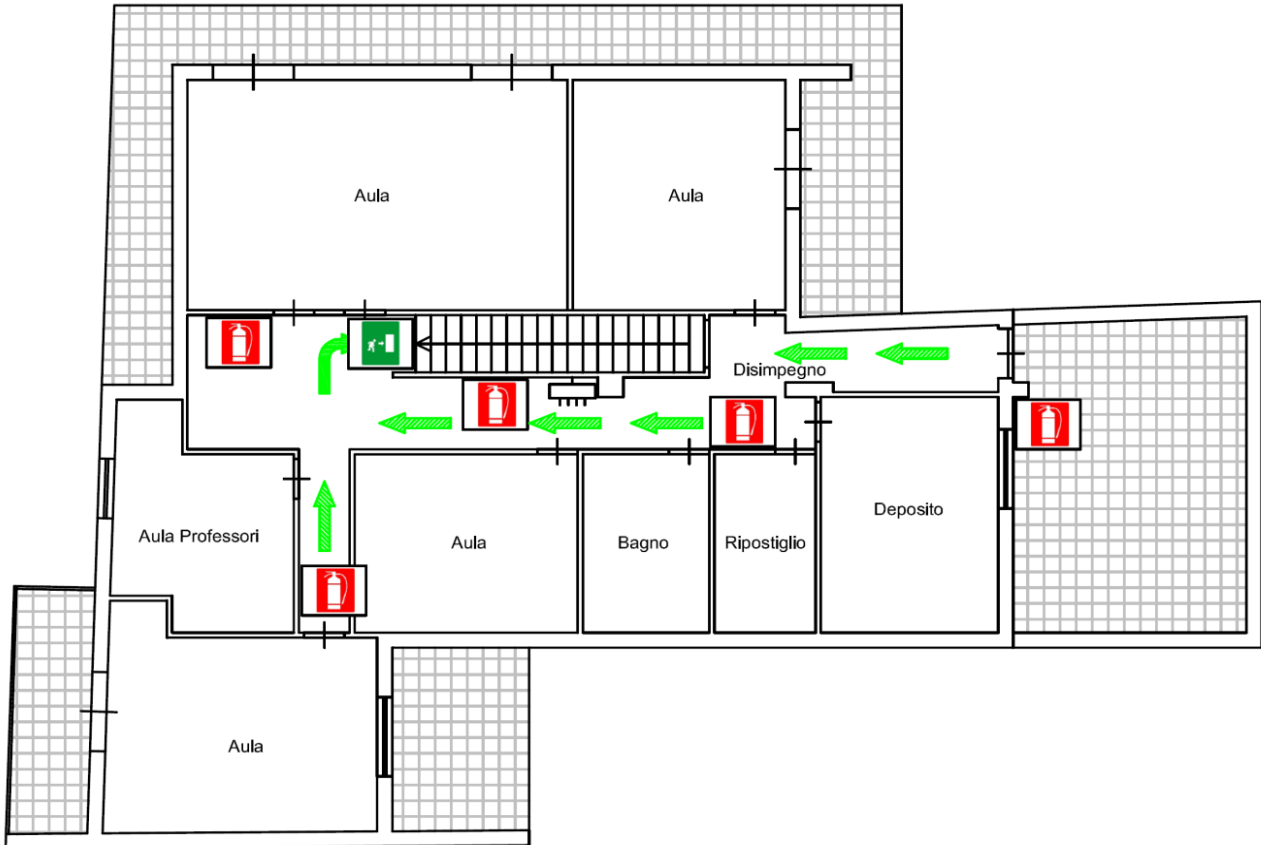 Aula
Aula
Disimpegno
Aula Professori
Aula
Bagno
Ripostiglio
Deposito
Aula